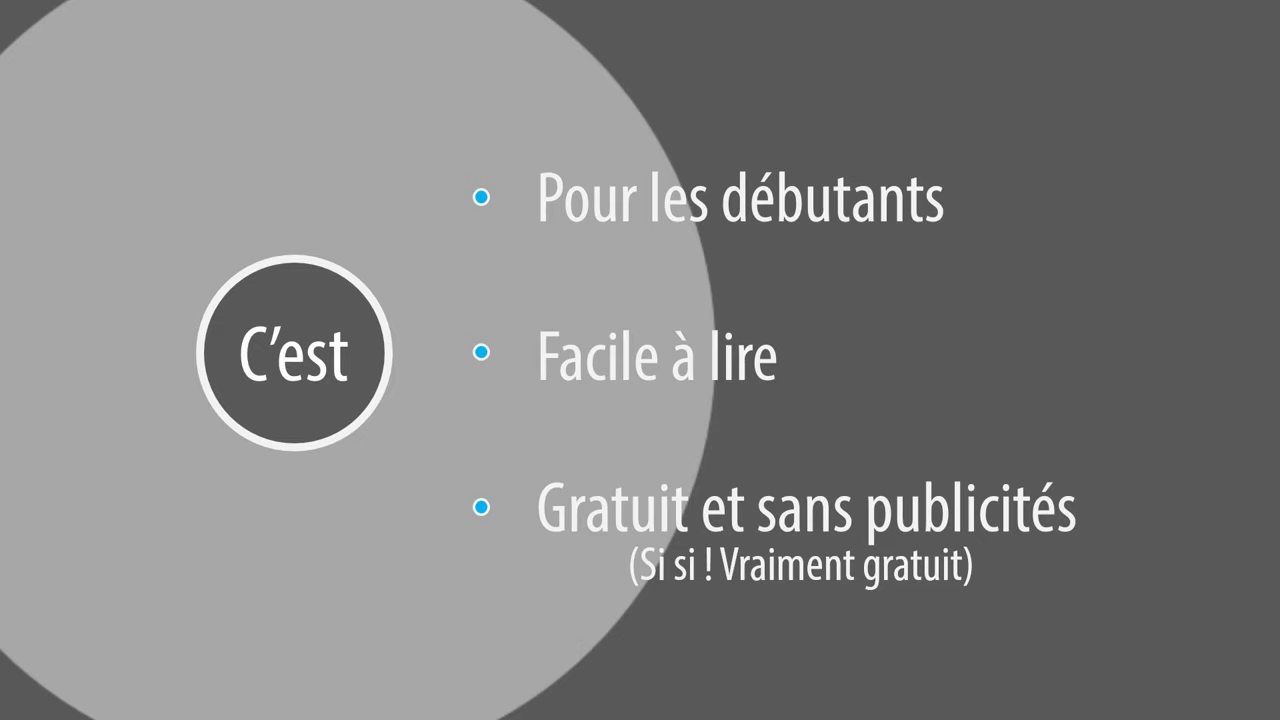 C’est
Pour les débutants
Facile à lire
Gratuit et sans publicités
(Si si ! Vraiment gratuit)